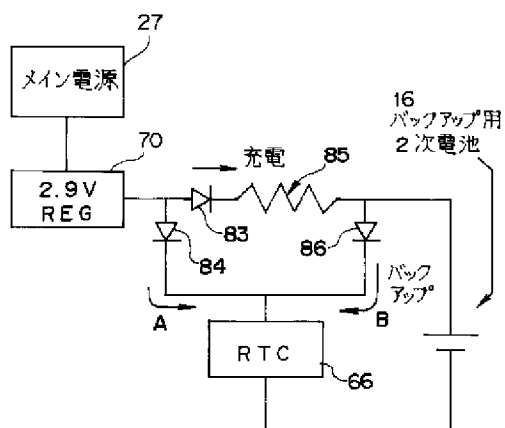 27
メイン電源
70
2.9V
REG
充電
85
83
84
86
16
バックアップ用
2次電池
バック
アップ
A
B
RTC
66